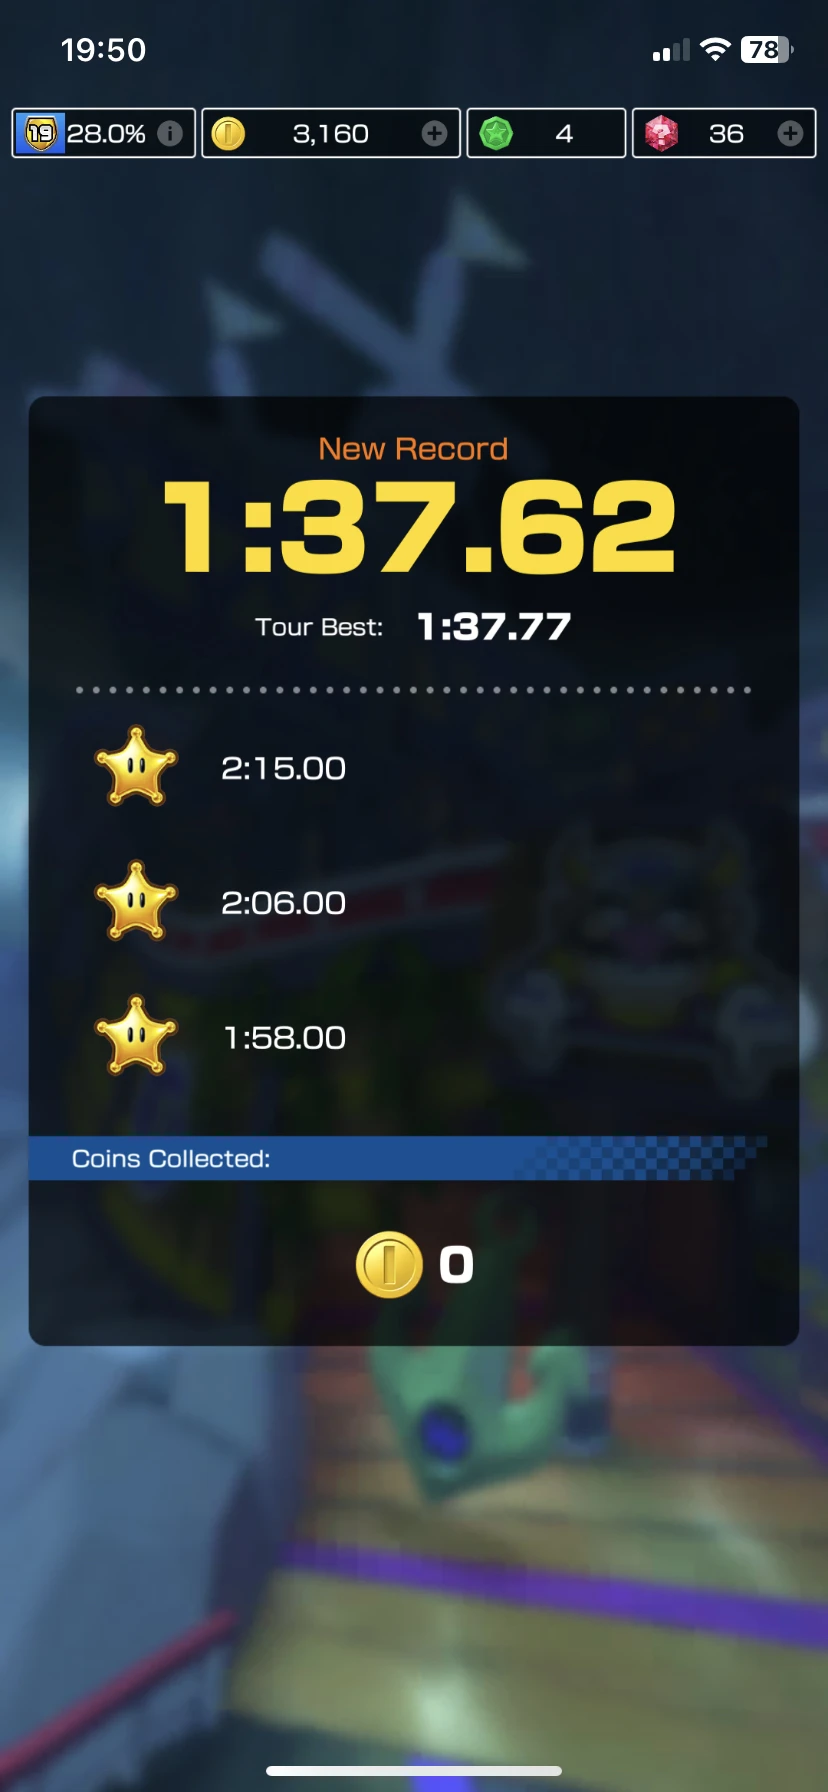 19:50
78
19 28.0% i 3,160 + 4 ? 36 +
New Record
1:37.62
Tour Best: 1:37.77
2:15.00
2:06.00
1:58.00
Coins Collected:
0